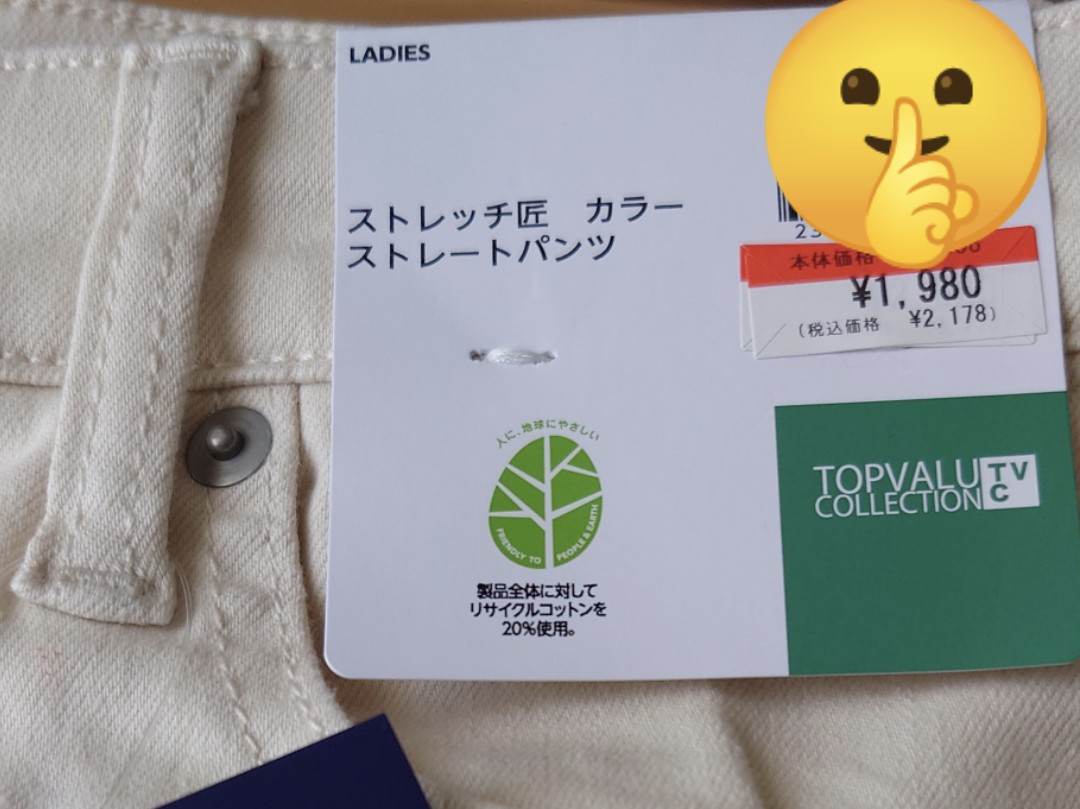 LADIES
ストレッチ匠　カラー
ストレートパンツ
本体価格
¥1,980
(税込価格 ¥2,178)
人に、地球にやさしい
FRIENDLY TO PEOPLE & EARTH
製品全体に対して
リサイクルコットンを
20%使用。
TOPVALU
COLLECTION
TV
C